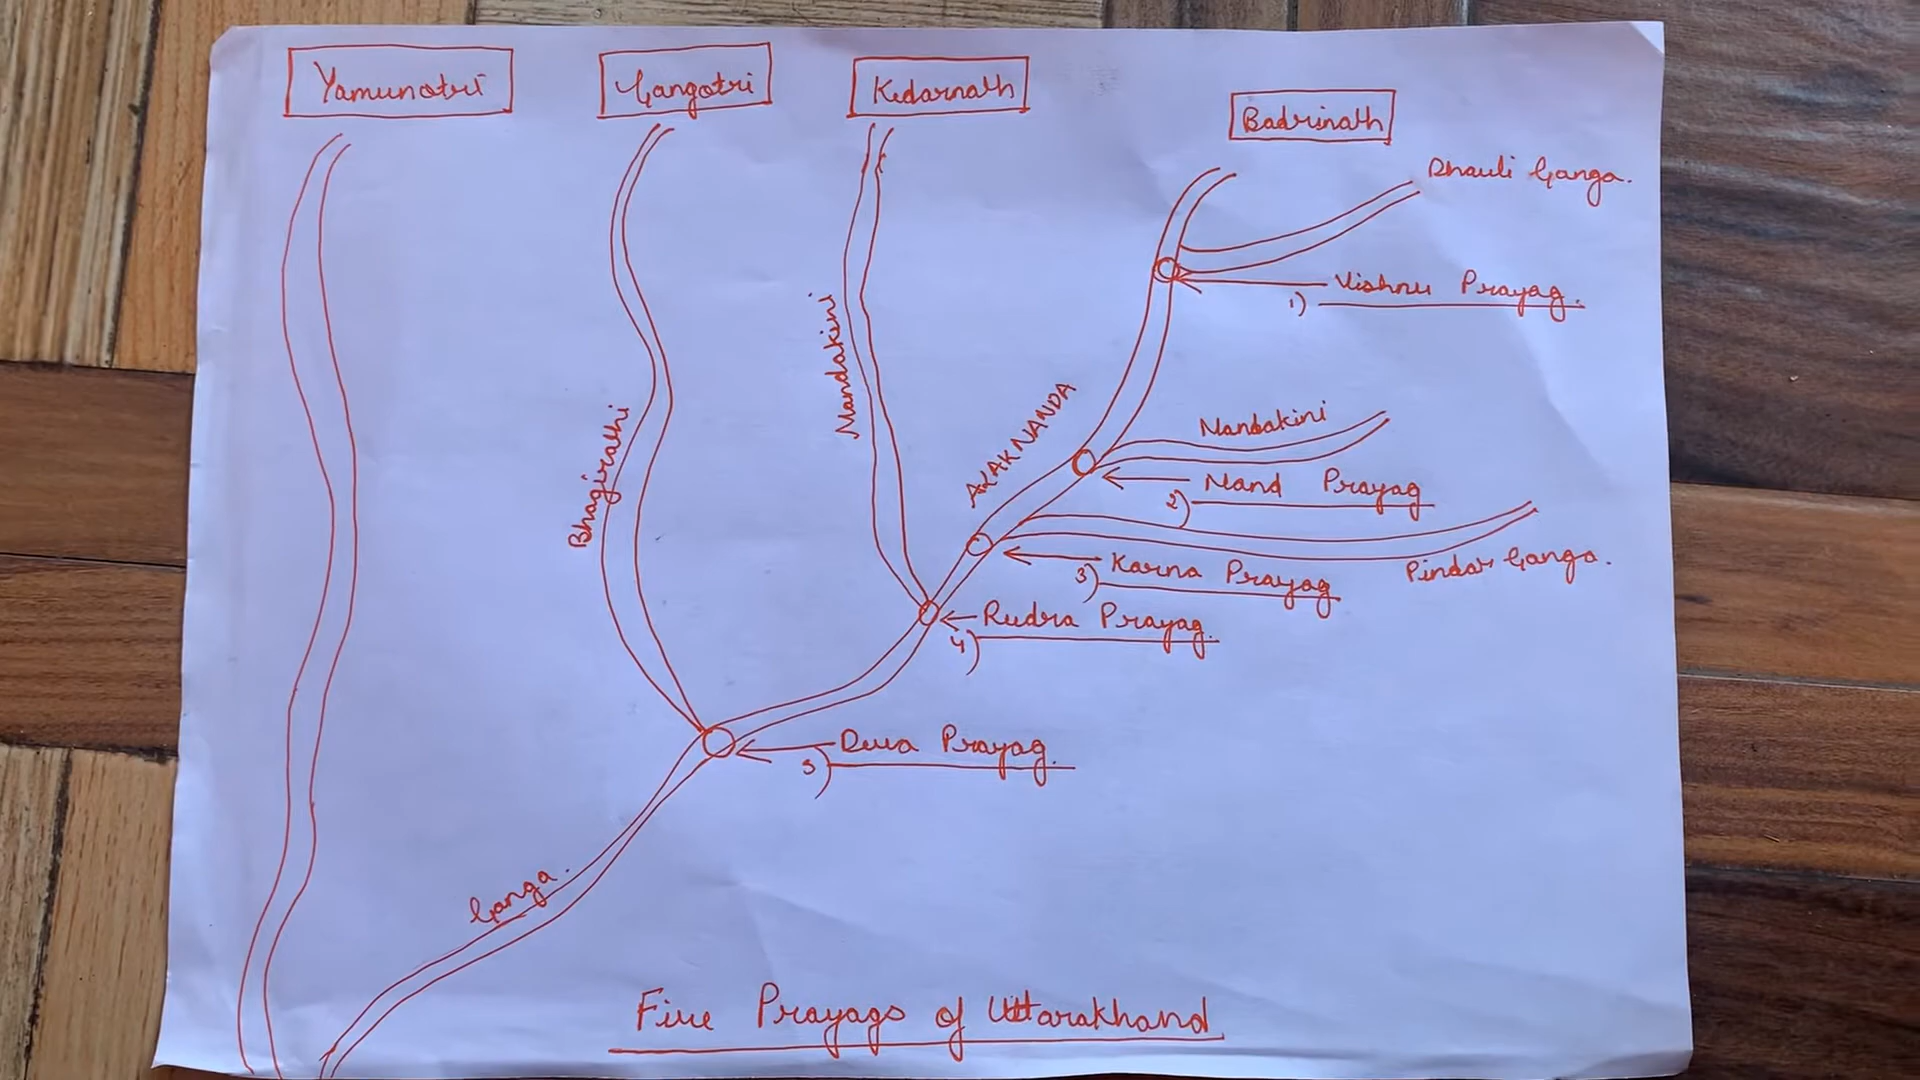 Yamunotri
Gangotri
Kedarnath
Badrinath
Dhauli Ganga.
1) Vishnu Prayag.
Mandakini
ALAKNANDA
Nandakini
2) Nand Prayag
Bhagirathi
3) Karna Prayag
Pindar Ganga.
4) Rudra Prayag.
5) Deva Prayag.
Ganga.
Five Prayags of Uttarakhand